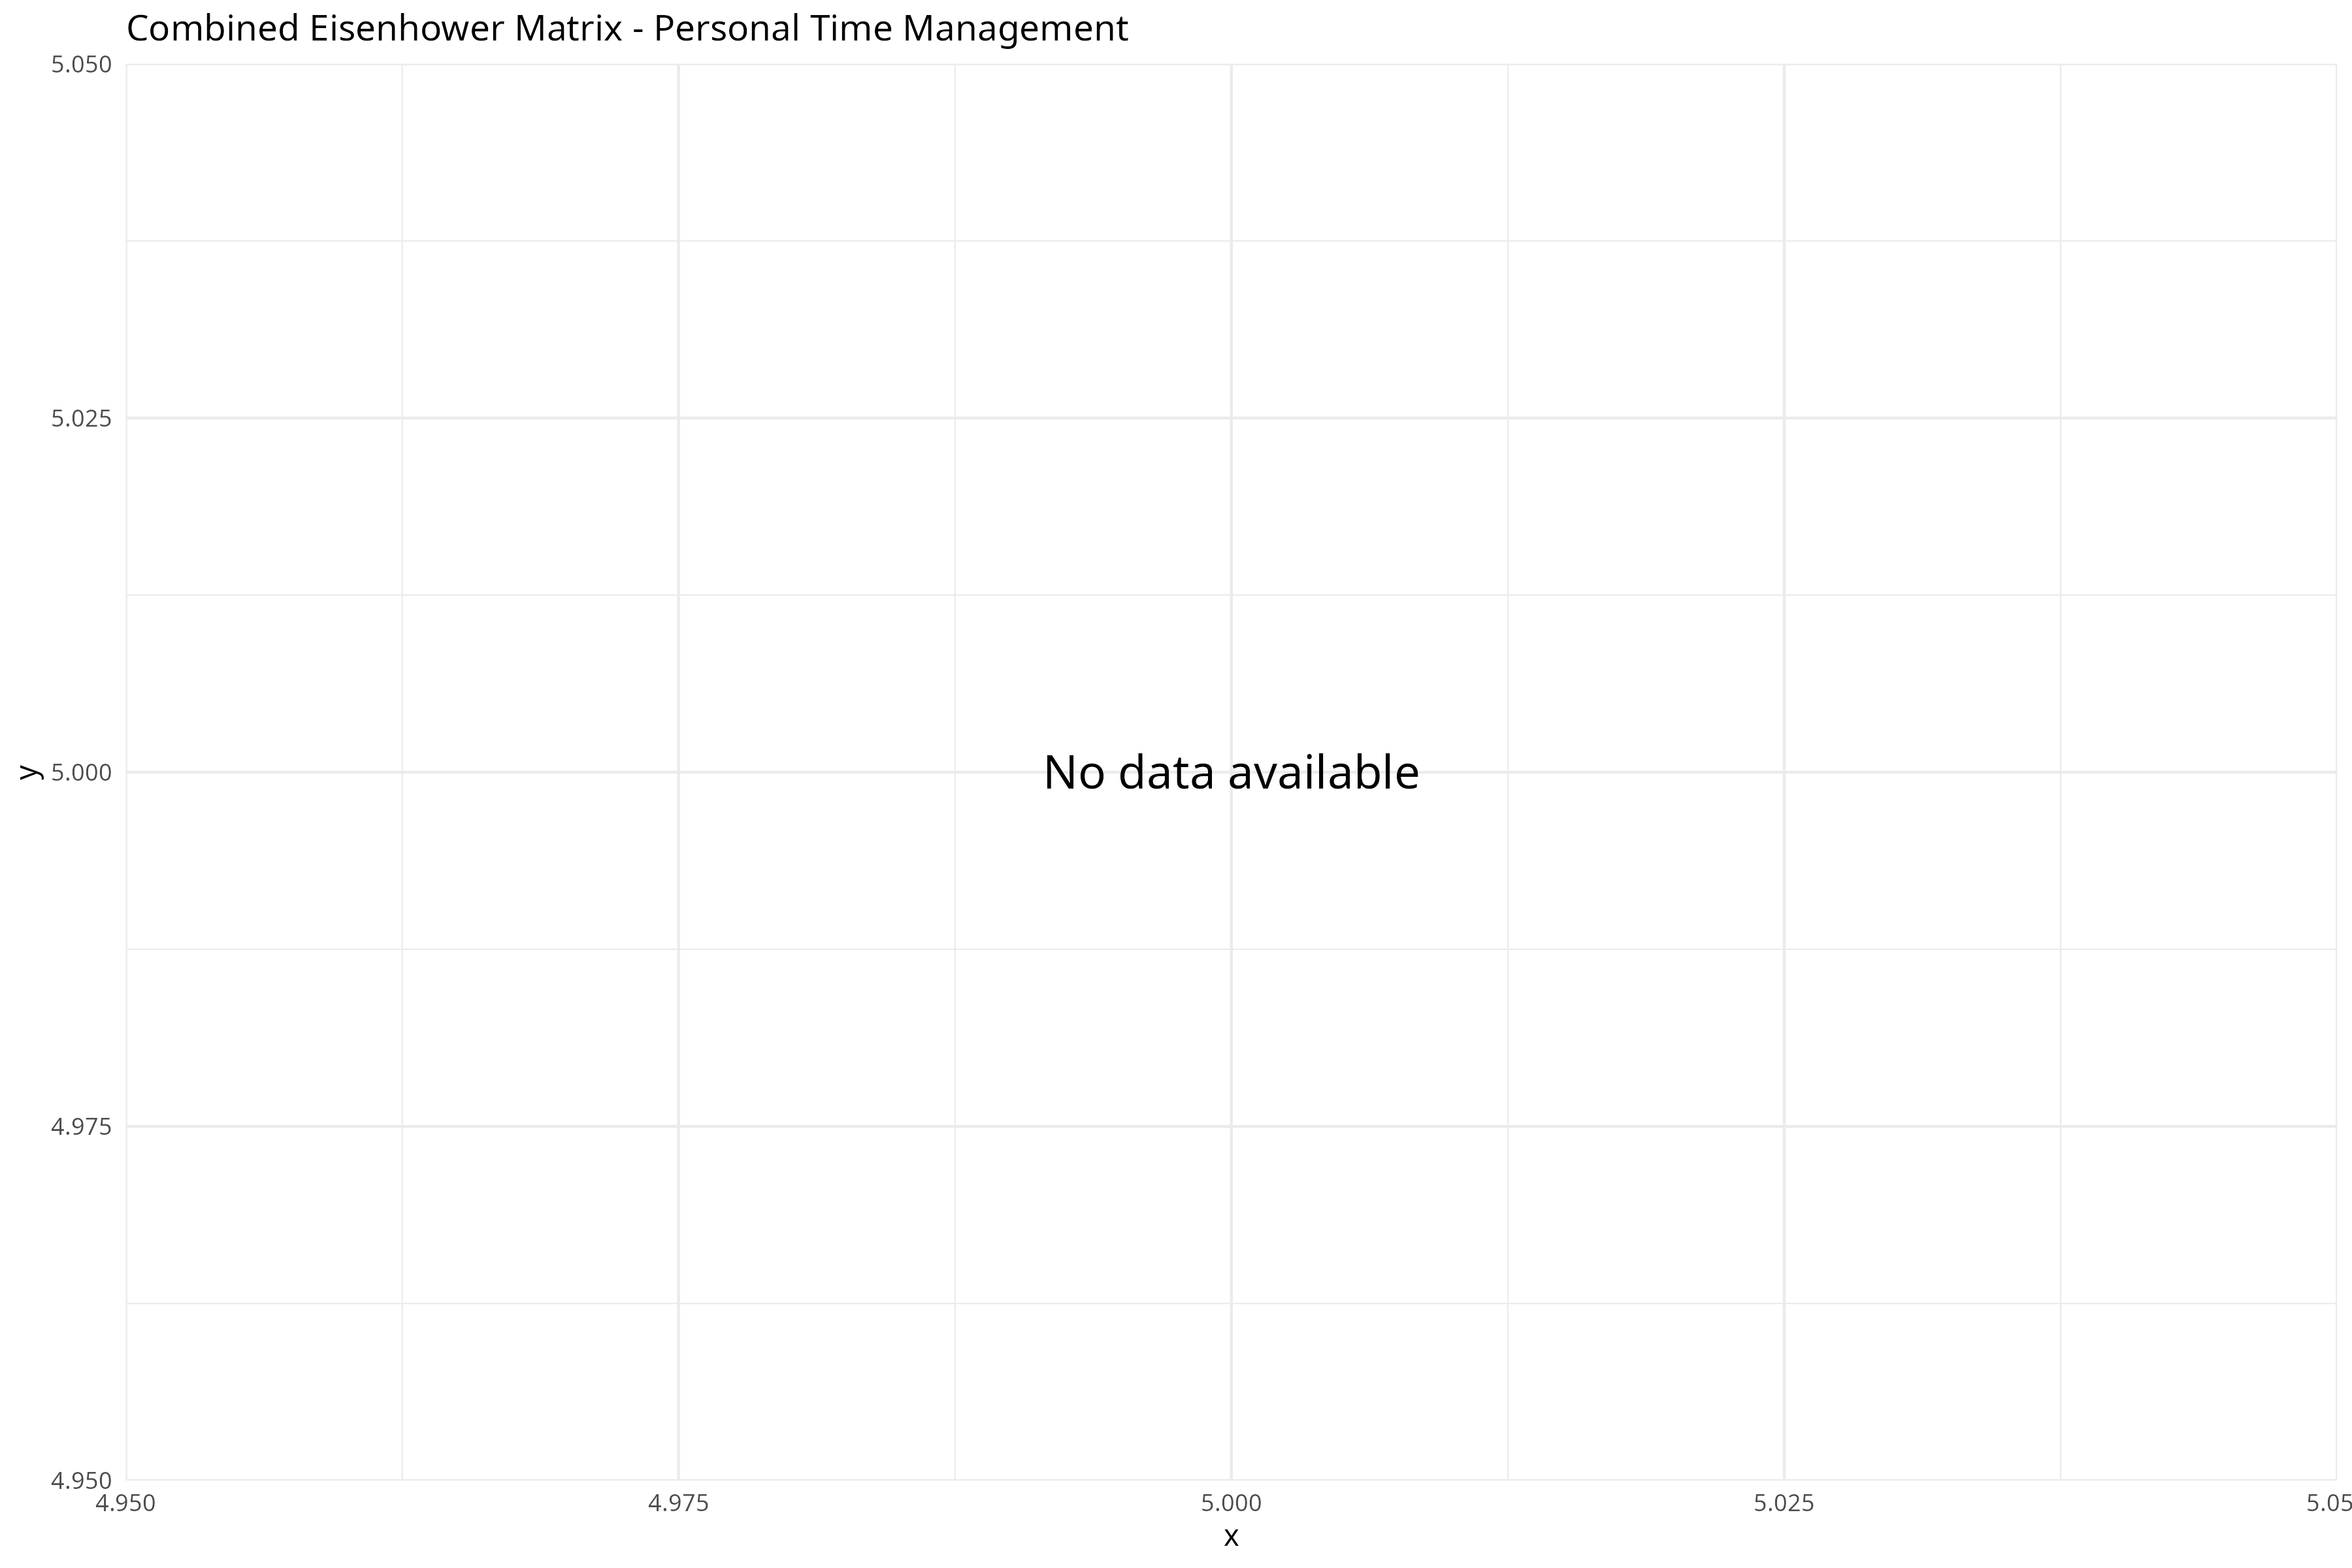 Combined Eisenhower Matrix - Personal Time Management
5.050
5.025
y
5.000
No data available
4.975
4.950
4.950 4.975 5.000 5.025 5.05
x